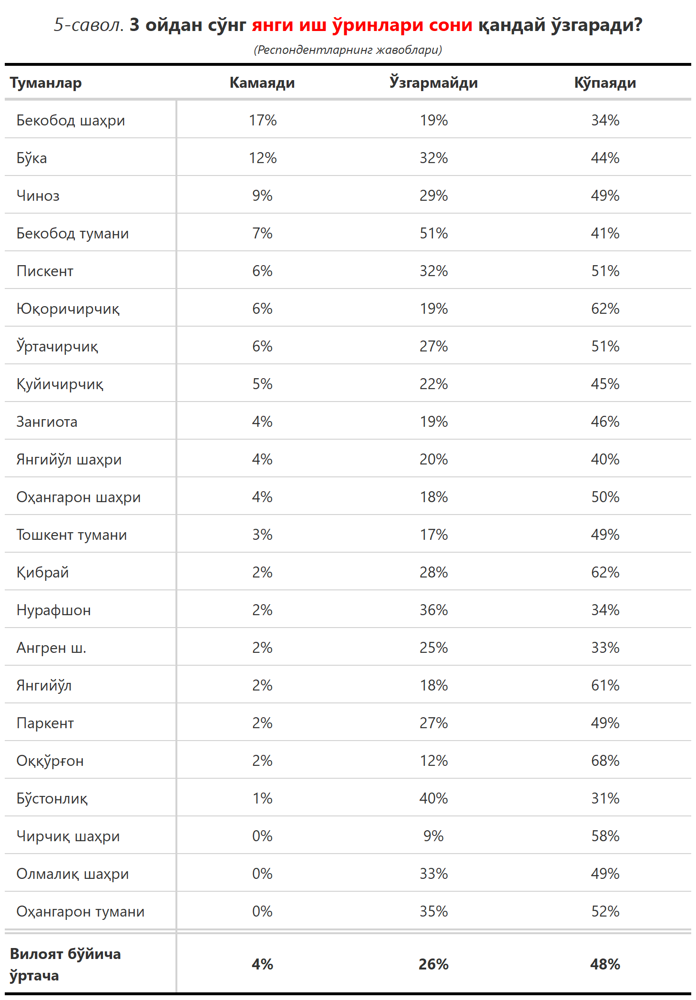 5-савол. 3 ойдан сўнг янги иш ўринлари сони қандай ўзгаради?
(Респондентларнинг жавоблари)
Туманлар Камаяди Ўзгармайди Кўпаяди
Бекобод шаҳри 17% 19% 34%
Бўка 12% 32% 44%
Чиноз 9% 29% 49%
Бекобод тумани 7% 51% 41%
Пискент 6% 32% 51%
Юқоричирчиқ 6% 19% 62%
Ўртачирчиқ 6% 27% 51%
Қуйичирчиқ 5% 22% 45%
Зангиота 4% 19% 46%
Янгийўл шаҳри 4% 20% 40%
Оҳангарон шаҳри 4% 18% 50%
Тошкент тумани 3% 17% 49%
Қибрай 2% 28% 62%
Нурафшон 2% 36% 34%
Ангрен ш. 2% 25% 33%
Янгийўл 2% 18% 61%
Паркент 2% 27% 49%
Оққўрғон 2% 12% 68%
Бўстонлиқ 1% 40% 31%
Чирчиқ шаҳри 0% 9% 58%
Олмалиқ шаҳри 0% 33% 49%
Оҳангарон тумани 0% 35% 52%
Вилоят бўйича
ўртача 4% 26% 48%